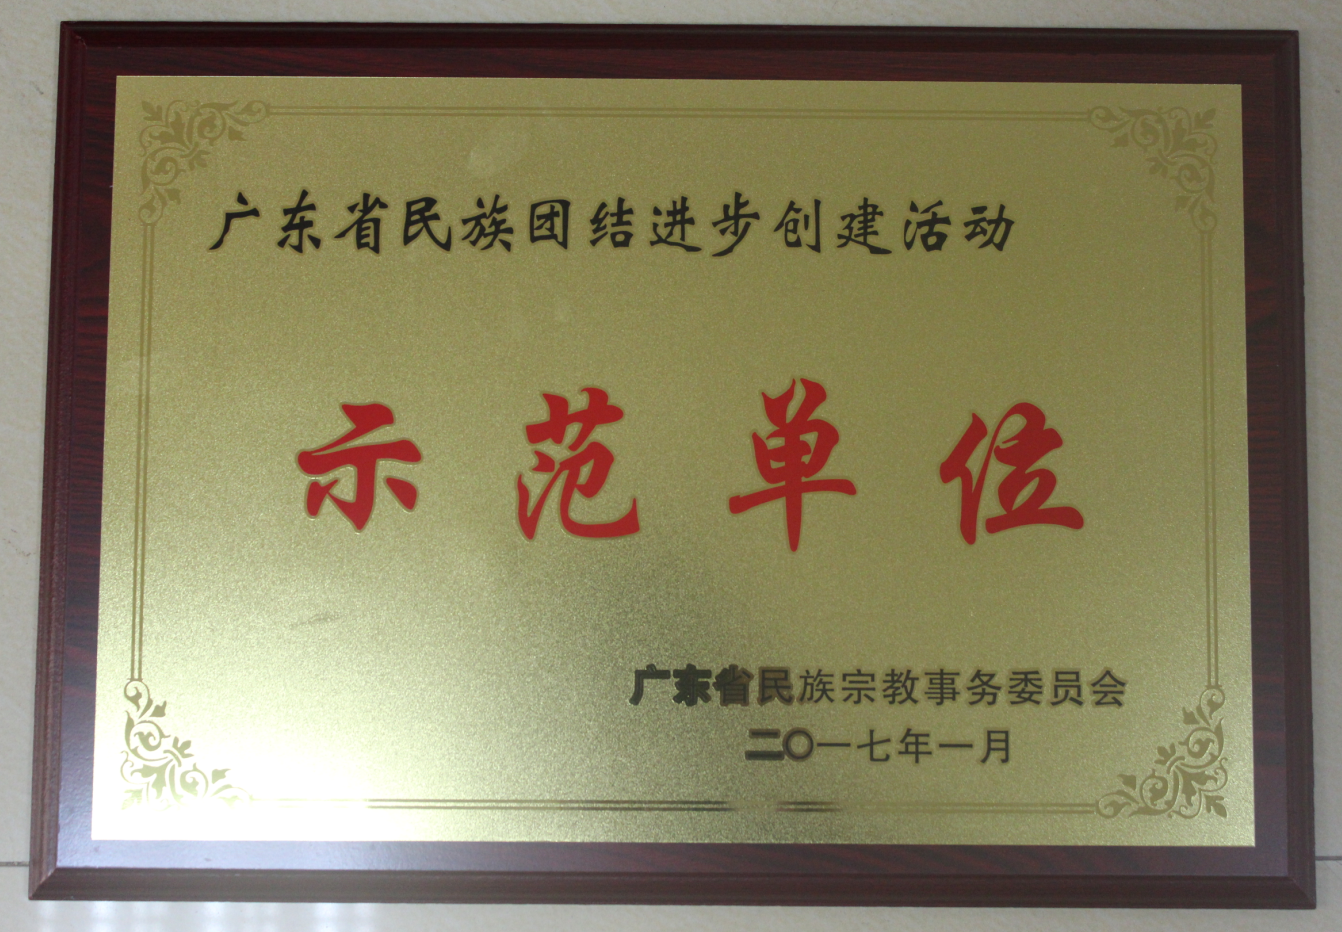 广东省民族团结进步创建活动
示范单位
广东省民族宗教事务委员会
二〇一七年一月